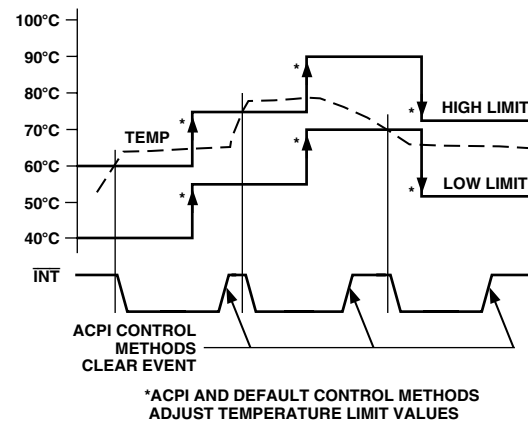 100°C
90°C
80°C
70°C
60°C
50°C
40°C
TEMP
*
*
*
*
*
*
HIGH LIMIT
LOW LIMIT
INT
ACPI CONTROL
METHODS
CLEAR EVENT
*ACPI AND DEFAULT CONTROL METHODS
ADJUST TEMPERATURE LIMIT VALUES